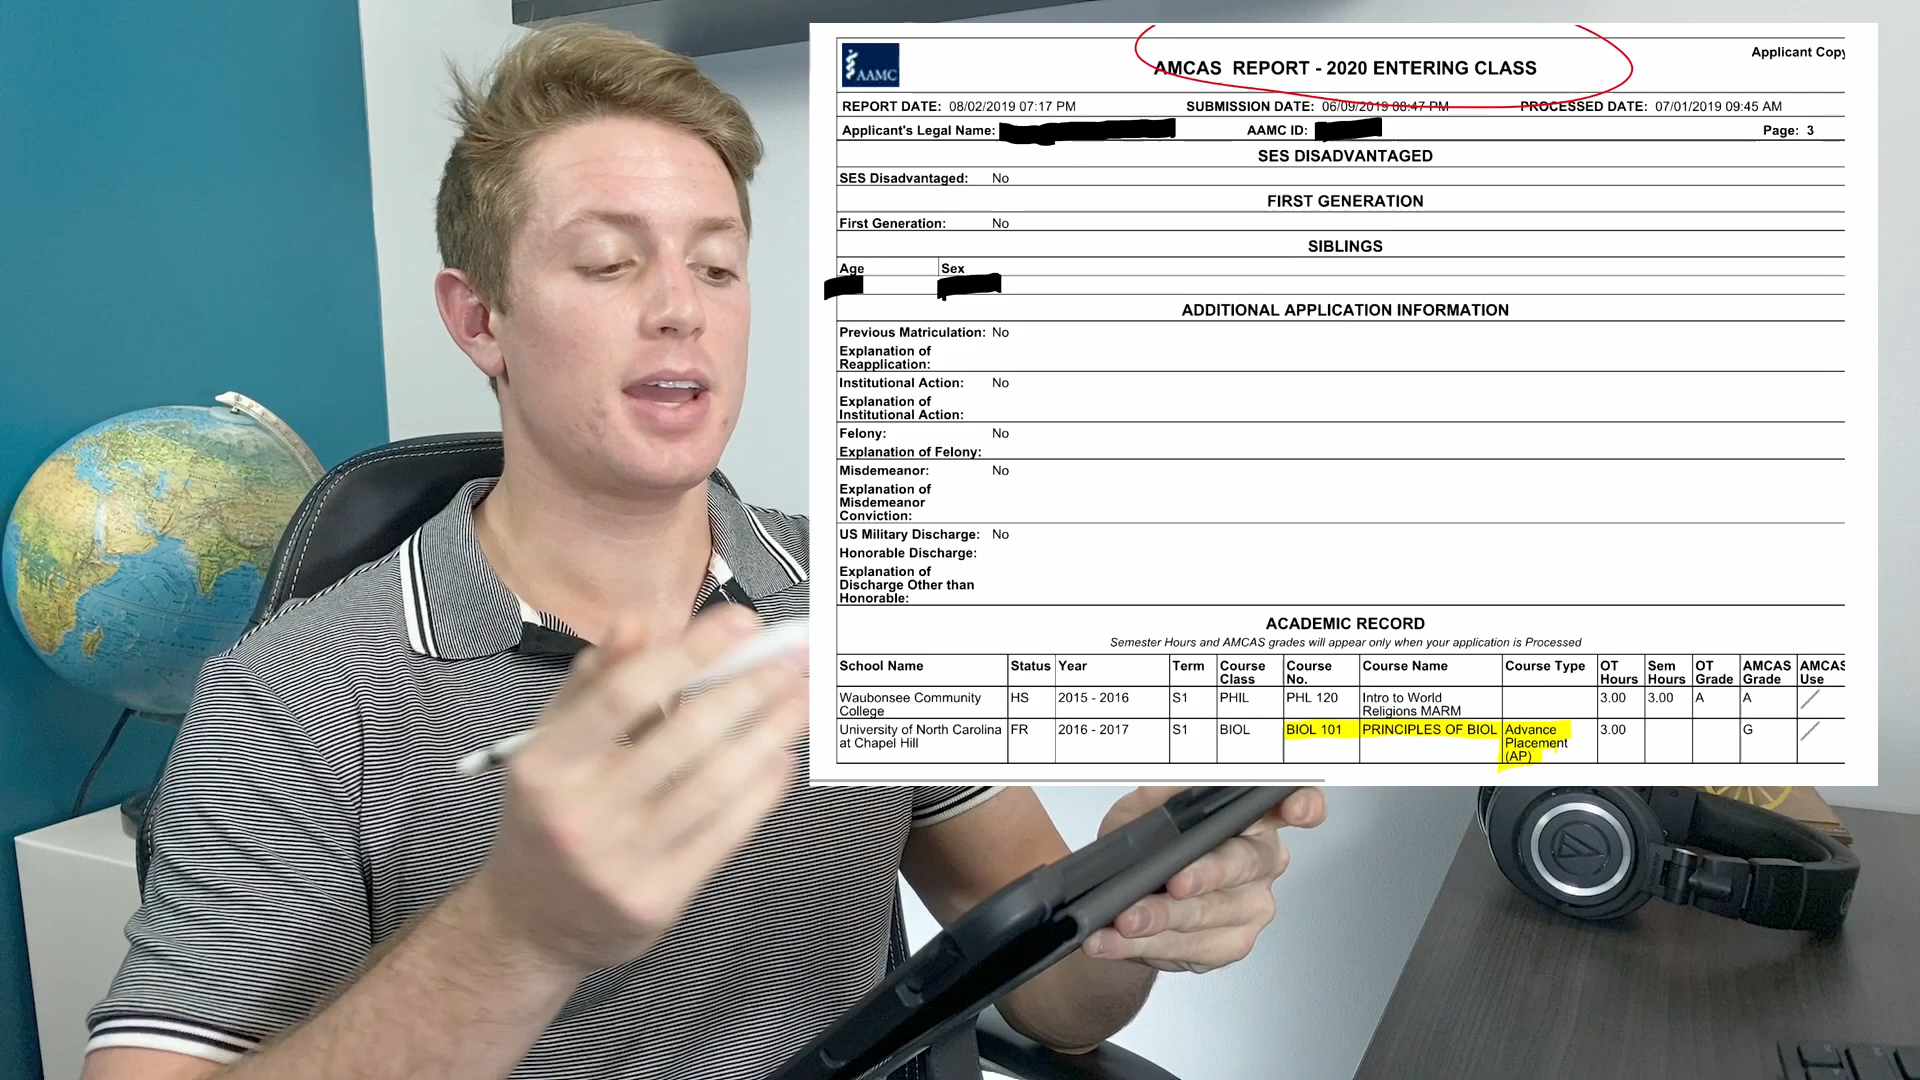 AAMC
AMCAS REPORT - 2020 ENTERING CLASS
Applicant Copy
REPORT DATE: 08/02/2019 07:17 PM SUBMISSION DATE: 06/09/2019 08:47 PM PROCESSED DATE: 07/01/2019 09:45 AM
Applicant's Legal Name: AAMC ID: Page: 3
SES DISADVANTAGED
SES Disadvantaged: No
FIRST GENERATION
First Generation: No
SIBLINGS
Age Sex
ADDITIONAL APPLICATION INFORMATION
Previous Matriculation: No
Explanation of
Reapplication:
Institutional Action: No
Explanation of
Institutional Action:
Felony: No
Explanation of Felony:
Misdemeanor: No
Explanation of
Misdemeanor
Conviction:
US Military Discharge: No
Honorable Discharge:
Explanation of
Discharge Other than
Honorable:
ACADEMIC RECORD
Semester Hours and AMCAS grades will appear only when your application is Processed
School Name Status Year Term Course Class Course No. Course Name Course Type OT Hours Sem Hours OT Grade AMCAS Grade AMCAS Use
Waubonsee Community College HS 2015 - 2016 S1 PHIL PHL 120 Intro to World Religions MARM 3.00 3.00 A A
University of North Carolina at Chapel Hill FR 2016 - 2017 S1 BIOL BIOL 101 PRINCIPLES OF BIOL Advance Placement (AP) 3.00 G